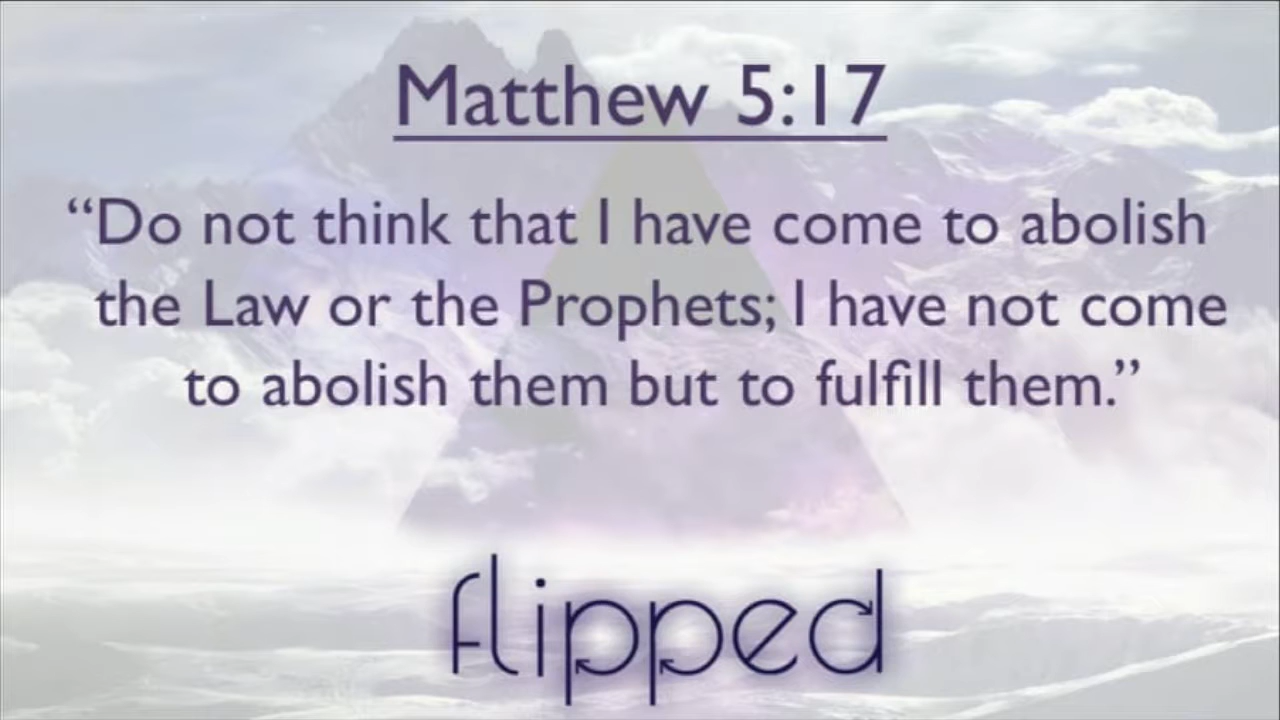 Matthew 5:17
“Do not think that I have come to abolish
the Law or the Prophets; I have not come
to abolish them but to fulfill them.”
flipped